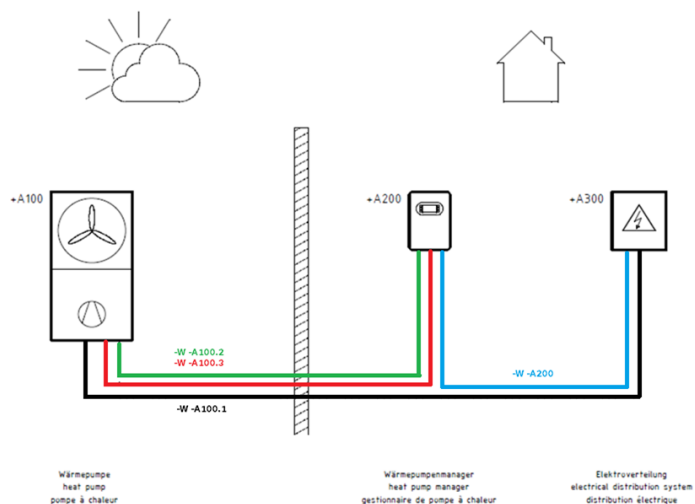 +A100
+A200
+A300
-W -A100.2
-W -A100.3
-W -A200
-W -A100.1
Wärmepumpe
heat pump
pompe à chaleur
Wärmepumpenmanager
heat pump manager
gestionnaire de pompe à chaleur
Elektroverteilung
electrical distribution system
distribution électrique